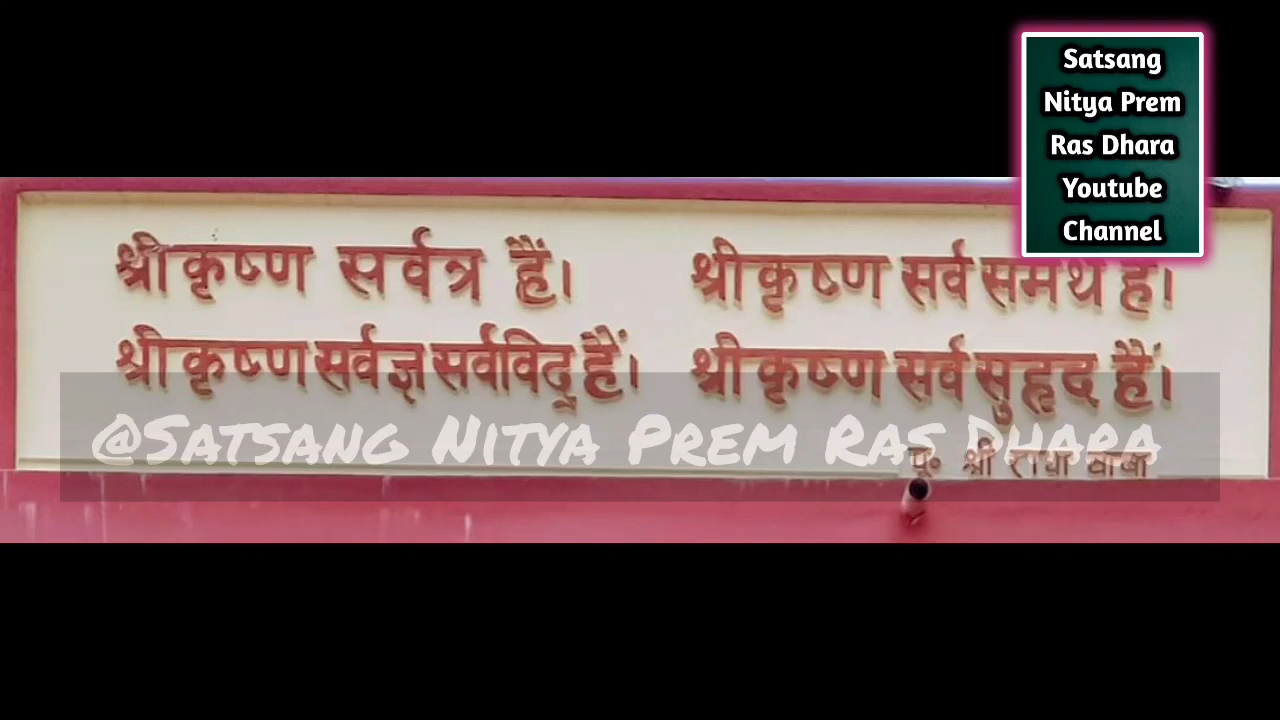 Satsang
Nitya Prem
Ras Dhara
Youtube
Channel
श्रीकृष्ण सर्वत्र हैं। श्रीकृष्ण सर्वसमर्थ हैं।
श्रीकृष्ण सर्वज्ञ सर्वविद् हैं। श्रीकृष्ण सर्वसुहृद हैं।
@Satsang Nitya Prem Ras Dhara
पू॰ श्री राधा बाबा